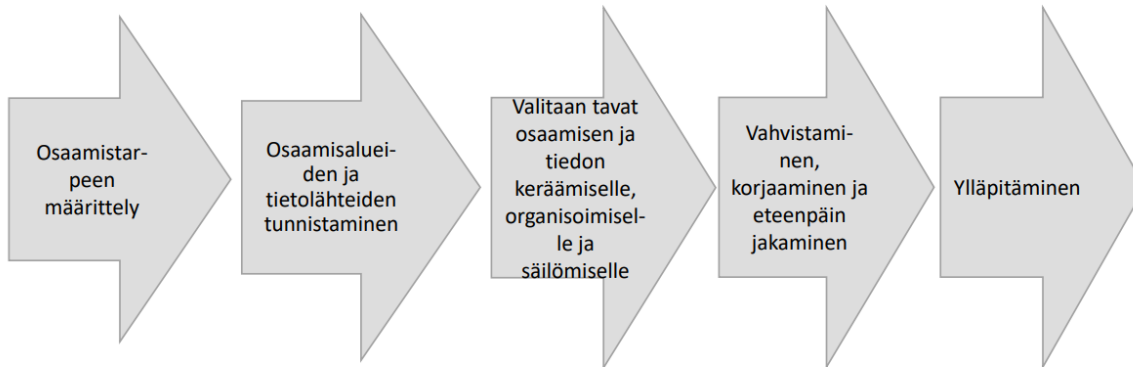 Osaamistar-
peen
määrittely
Osaamisaluei-
den ja
tietolähteiden
tunnistaminen
Valitaan tavat
osaamisen ja
tiedon
keräämiselle,
organisoimisel-
le ja
säilömiselle
Vahvistami-
nen,
korjaaminen ja
eteenpäin
jakaminen
Ylläpitäminen